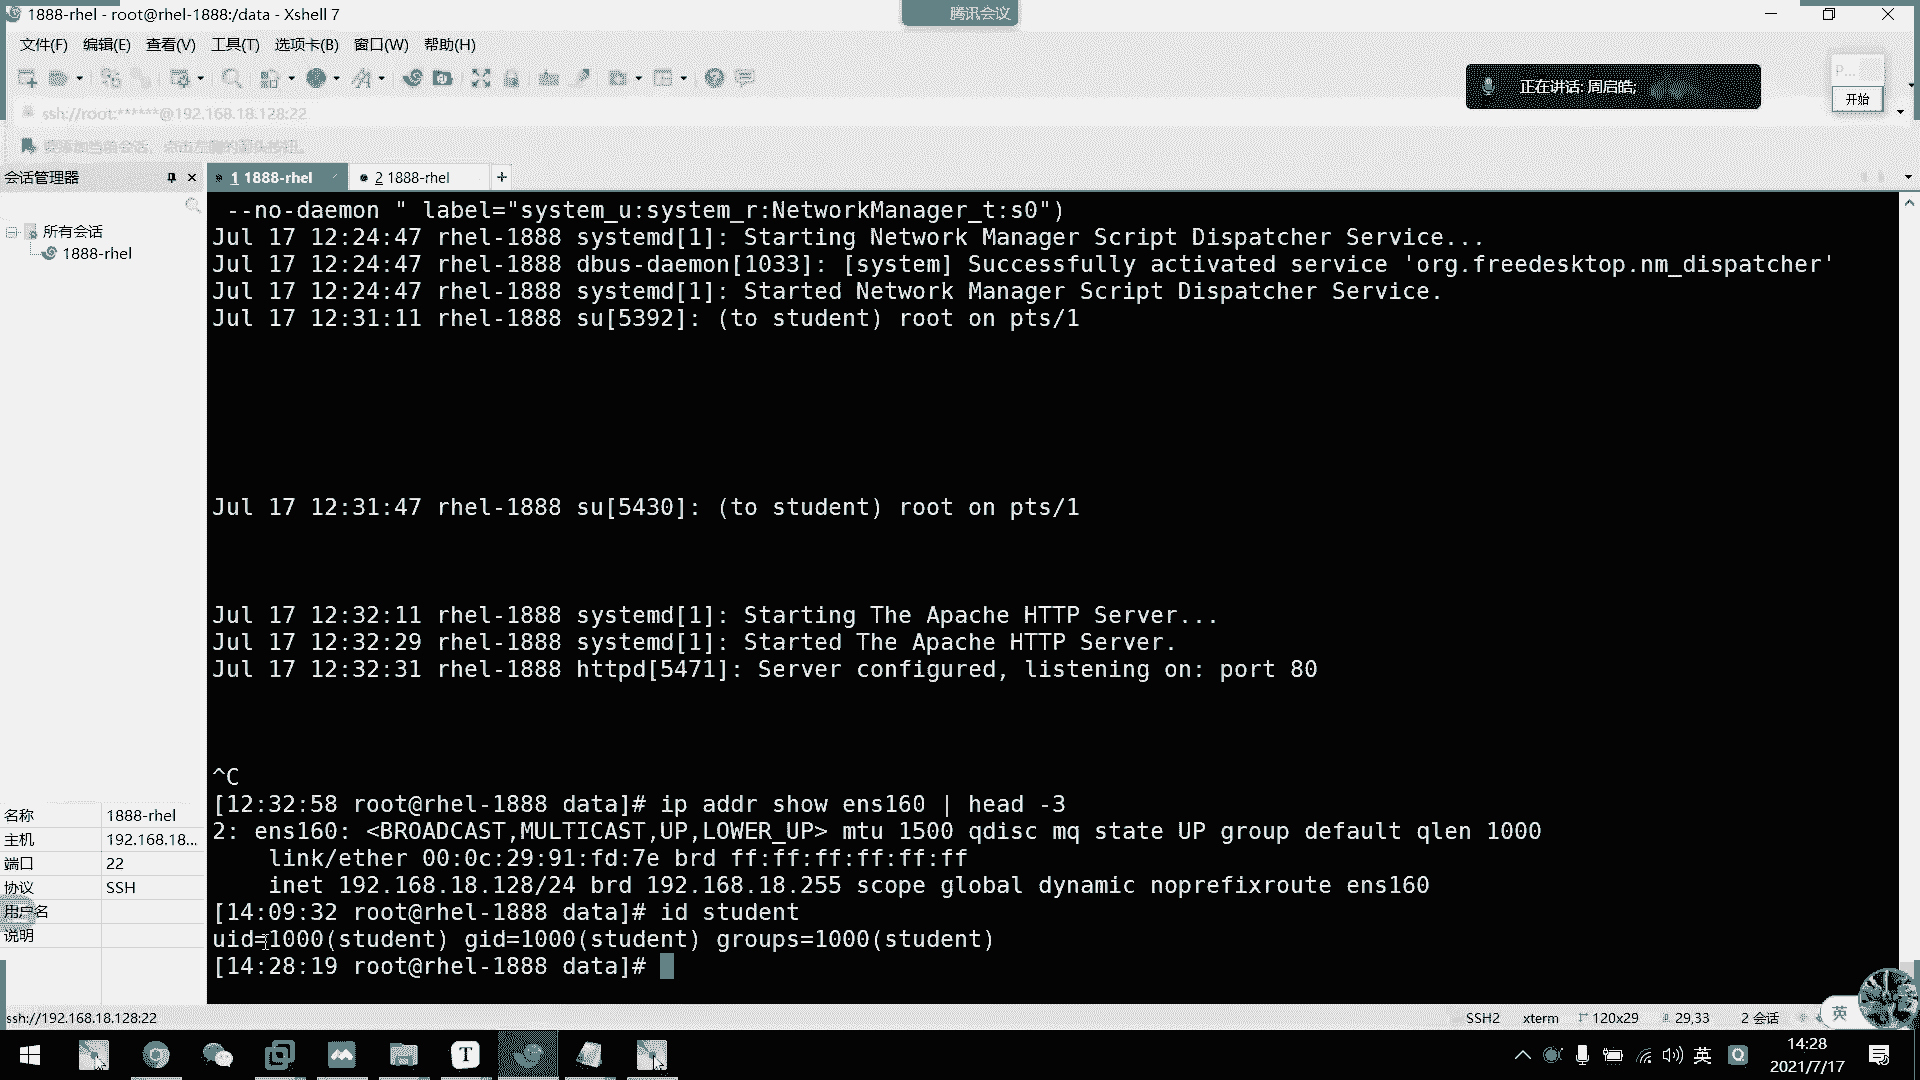 1888-rhel - root@rhel-1888:/data - Xshell 7
腾讯会议
文件(F) 编辑(E) 查看(V) 工具(T) 选项卡(B) 窗口(W) 帮助(H)
正在讲话: 周启皓;
P...
开始
ssh://root:******@192.168.18.128:22
会话管理器
1 1888-rhel
2 1888-rhel
+
所有会话
1888-rhel
--no-daemon " label="system_u:system_r:NetworkManager_t:s0")
Jul 17 12:24:47 rhel-1888 systemd[1]: Starting Network Manager Script Dispatcher Service...
Jul 17 12:24:47 rhel-1888 dbus-daemon[1033]: [system] Successfully activated service 'org.freedesktop.nm_dispatcher'
Jul 17 12:24:47 rhel-1888 systemd[1]: Started Network Manager Script Dispatcher Service.
Jul 17 12:31:11 rhel-1888 su[5392]: (to student) root on pts/1
Jul 17 12:31:47 rhel-1888 su[5430]: (to student) root on pts/1
Jul 17 12:32:11 rhel-1888 systemd[1]: Starting The Apache HTTP Server...
Jul 17 12:32:29 rhel-1888 systemd[1]: Started The Apache HTTP Server.
Jul 17 12:32:31 rhel-1888 httpd[5471]: Server configured, listening on: port 80
^C
[12:32:58 root@rhel-1888 data]# ip addr show ens160 | head -3
2: ens160: <BROADCAST,MULTICAST,UP,LOWER_UP> mtu 1500 qdisc mq state UP group default qlen 1000
link/ether 00:0c:29:91:fd:7e brd ff:ff:ff:ff:ff:ff
inet 192.168.18.128/24 brd 192.168.18.255 scope global dynamic noprefixroute ens160
[14:09:32 root@rhel-1888 data]# id student
uid=1000(student) gid=1000(student) groups=1000(student)
[14:28:19 root@rhel-1888 data]#
名称 1888-rhel
主机 192.168.18...
端口 22
协议 SSH
用户名
说明
ssh://192.168.18.128:22
SSH2 xterm 120x29 29,33 2 会话
英
英
14:28
2021/7/17